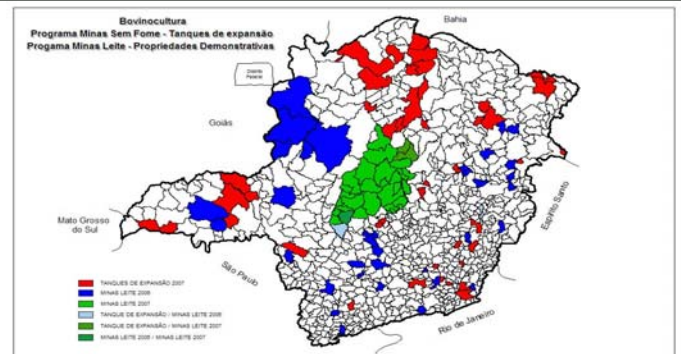 Bovinocultura
Programa Minas Sem Fome - Tanques de expansão
Progama Minas Leite - Propriedades Demonstrativas
Bahia
Distrito
Federal
Goiás
Mato Grosso
do Sul
São Paulo
Espírito Santo
Rio de Janeiro
TANQUES DE EXPANSÃO 2007
MINAS LEITE 2006
MINAS LEITE 2007
TANQUE DE EXPANSÃO / MINAS LEITE 2006
TANQUE DE EXPANSÃO / MINAS LEITE 2007
MINAS LEITE 2006 / MINAS LEITE 2007